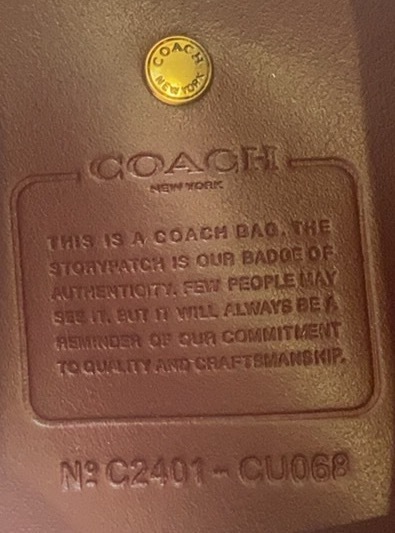 COACH
NEW YORK
COACH
NEW YORK
THIS IS A COACH BAG. THE
STORYPATCH IS OUR BADGE OF
AUTHENTICITY. FEW PEOPLE MAY
SEE IT. BUT IT WILL ALWAYS BE A
REMINDER OF OUR COMMITMENT
TO QUALITY AND CRAFTSMANSHIP.
Nº C2401 - CU068